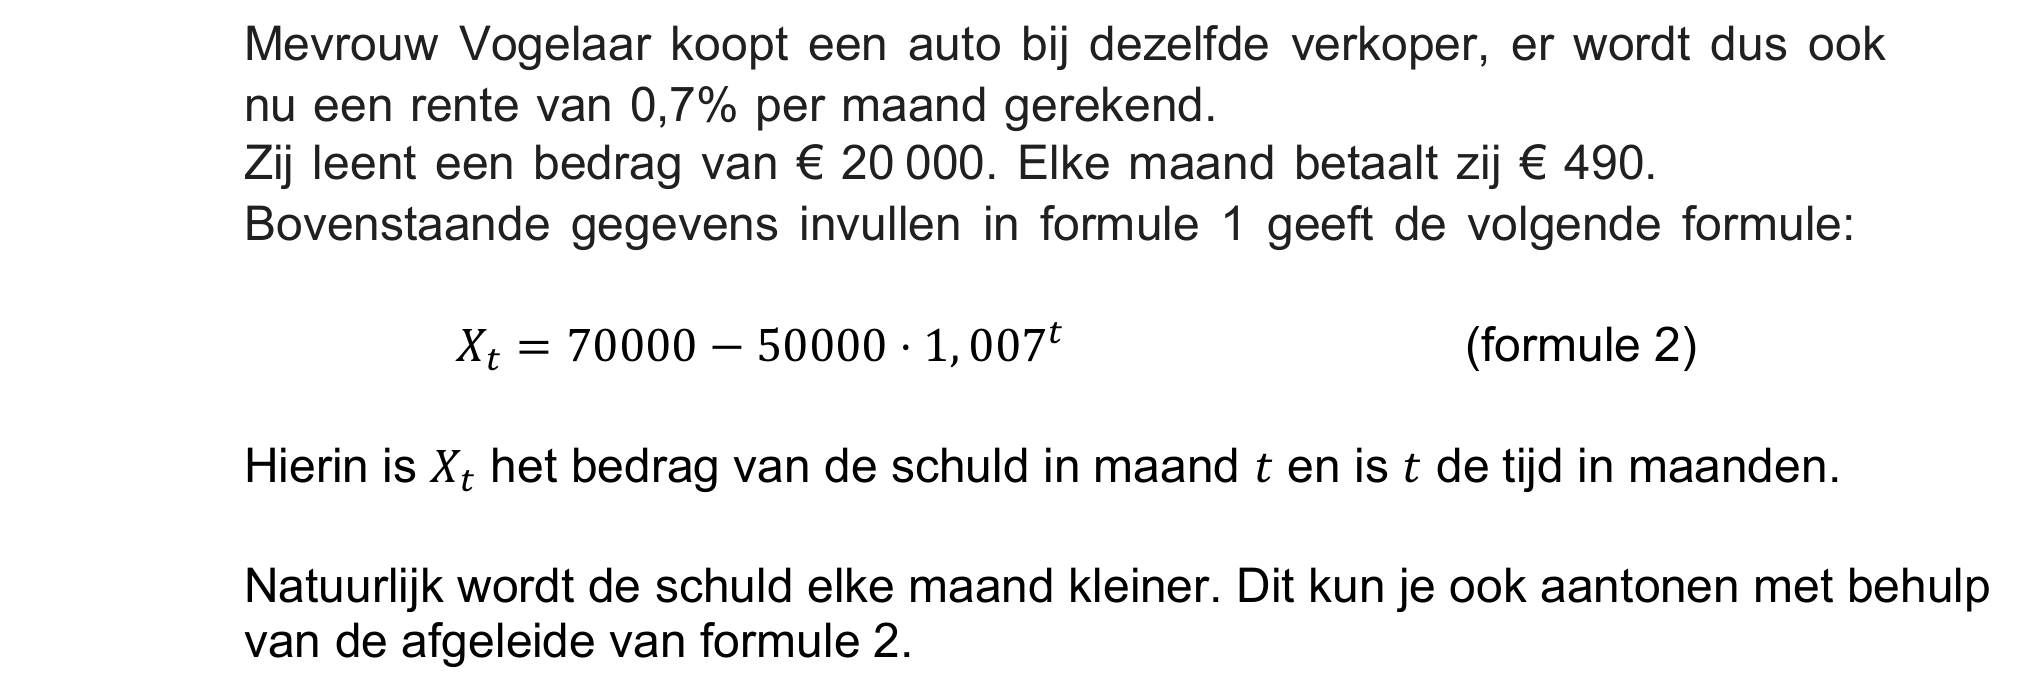 Mevrouw Vogelaar koopt een auto bij dezelfde verkoper, er wordt dus ook
nu een rente van 0,7% per maand gerekend.
Zij leent een bedrag van € 20 000. Elke maand betaalt zij € 490.
Bovenstaande gegevens invullen in formule 1 geeft de volgende formule:
$X_t = 70000 - 50000 \cdot 1,007^t$ (formule 2)
Hierin is $X_t$ het bedrag van de schuld in maand $t$ en is $t$ de tijd in maanden.
Natuurlijk wordt de schuld elke maand kleiner. Dit kun je ook aantonen met behulp
van de afgeleide van formule 2.